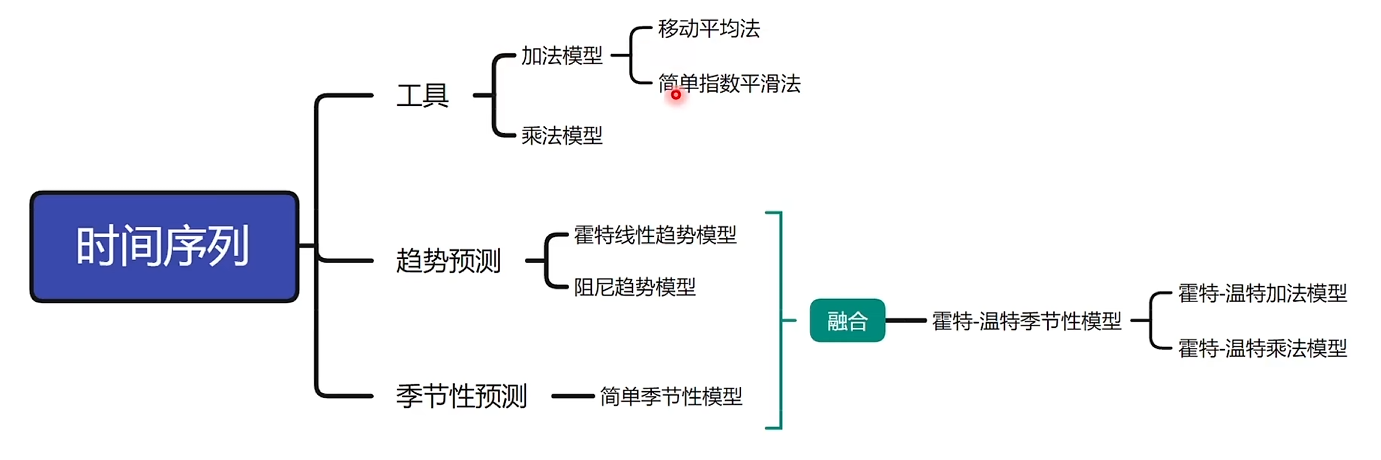 时间序列
工具
加法模型
移动平均法
简单指数平滑法
乘法模型
趋势预测
霍特线性趋势模型
阻尼趋势模型
季节性预测
简单季节性模型
融合
霍特-温特季节性模型
霍特-温特加法模型
霍特-温特乘法模型